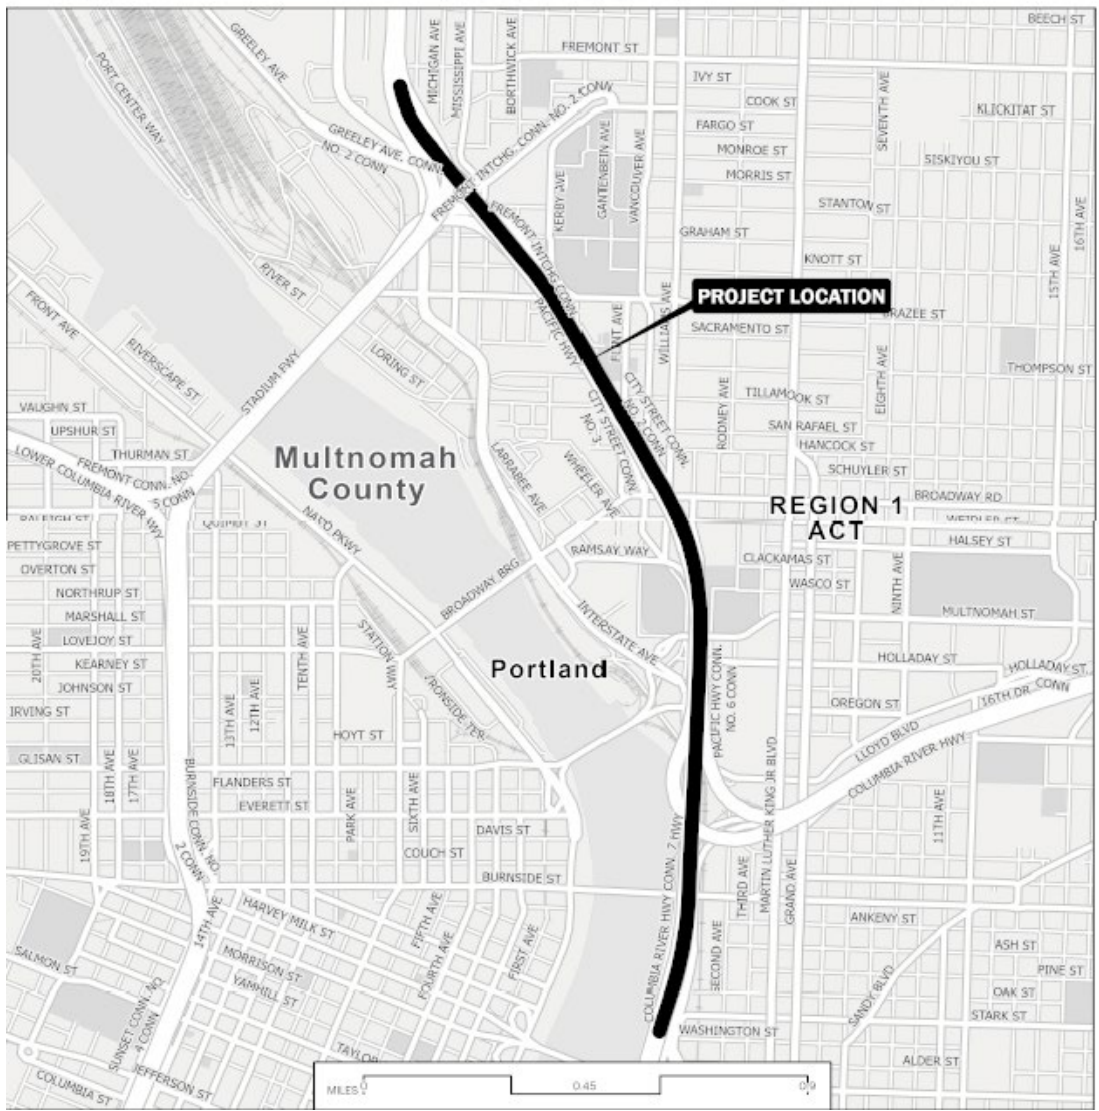 BEECH ST
GREELEY AVE
MICHIGAN AVE
MISSISSIPPI AVE
BORTHWICK AVE
FREMONT ST
PORT CENTER WAY
IVY ST
COOK ST
SEVENTH AVE
KLICKITAT ST
FREMONT INTCHG. CONN. NO. 2 CONN
FARGO ST
GREELEY AVE. CONN.
NO. 2 CONN
MONROE ST
SISKIYOU ST
MORRIS ST
KERBY AVE
GANTENBEIN AVE
VANCOUVER AVE
STANTON ST
16TH AVE
GRAHAM ST
FREMONT INTCHG CONN.
KNOTT ST
15TH AVE
RIVER ST
PROJECT LOCATION
FRONT AVE
PACIFIC HWY
FLINT AVE
WILLIAMS AVE
SACRAMENTO ST
BRAZEE ST
RIVERSCAPE ST
LORING ST
THOMPSON ST
STADIUM FWY
CITY STREET CONN.
NO. 2 CONN
CITY STREET CONN
NO. 3
RODNEY AVE
TILLAMOOK ST
EIGHTH AVE
VAUGHN ST
UPSHUR ST
SAN RAFAEL ST
HANCOCK ST
THURMAN ST
Multnomah
County
LARRABEE AVE
WHEELER AVE
SCHUYLER ST
FREMONT CONN. NO.
5 CONN
LOWER COLUMBIA RIVER HWY
BROADWAY RD
REGION 1
ACT
RALEIGH ST
QUIMBY ST
NAITO PKWY
WEIDLER ST
HALSEY ST
PETTYGROVE ST
RAMSAY WAY
CLACKAMAS ST
OVERTON ST
WASCO ST
NINTH AVE
BROADWAY BRG
NORTHRUP ST
MULTNOMAH ST
MARSHALL ST
INTERSTATE AVE
20TH AVE
LOVEJOY ST
TENTH AVE
STATION WAY
KEARNEY ST
Portland
HOLLADAY ST
HOLLADAY ST.
JOHNSON ST
PACIFIC HWY CONN.
NO. 6 CONN
16TH DR CONN
IRVING ST
13TH AVE
12TH AVE
IRONSIDE TER
OREGON ST
HOYT ST
LLOYD BLVD
COLUMBIA RIVER HWY
GLISAN ST
18TH AVE
17TH AVE
BURNSIDE CONN. NO.
2 CONN
FLANDERS ST
EVERETT ST
PARK AVE
SIXTH AVE
MARTIN LUTHER KING JR BLVD
11TH AVE
19TH AVE
DAVIS ST
COUCH ST
COLUMBIA RIVER HWY CONN. 7 HWY
BURNSIDE ST
THIRD AVE
GRAND AVE
14TH AVE
HARVEY MILK ST
FIFTH AVE
ANKENY ST
FIRST AVE
SECOND AVE
ASH ST
SALMON ST
MORRISON ST
FOURTH AVE
SANDY BLVD
PINE ST
YAMHILL ST
OAK ST
SUNSET CONN. NO
4 CONN
STARK ST
WASHINGTON ST
TAYLOR
ALDER ST
JEFFERSON ST
COLUMBIA ST
MILES 0 0.45 0.9